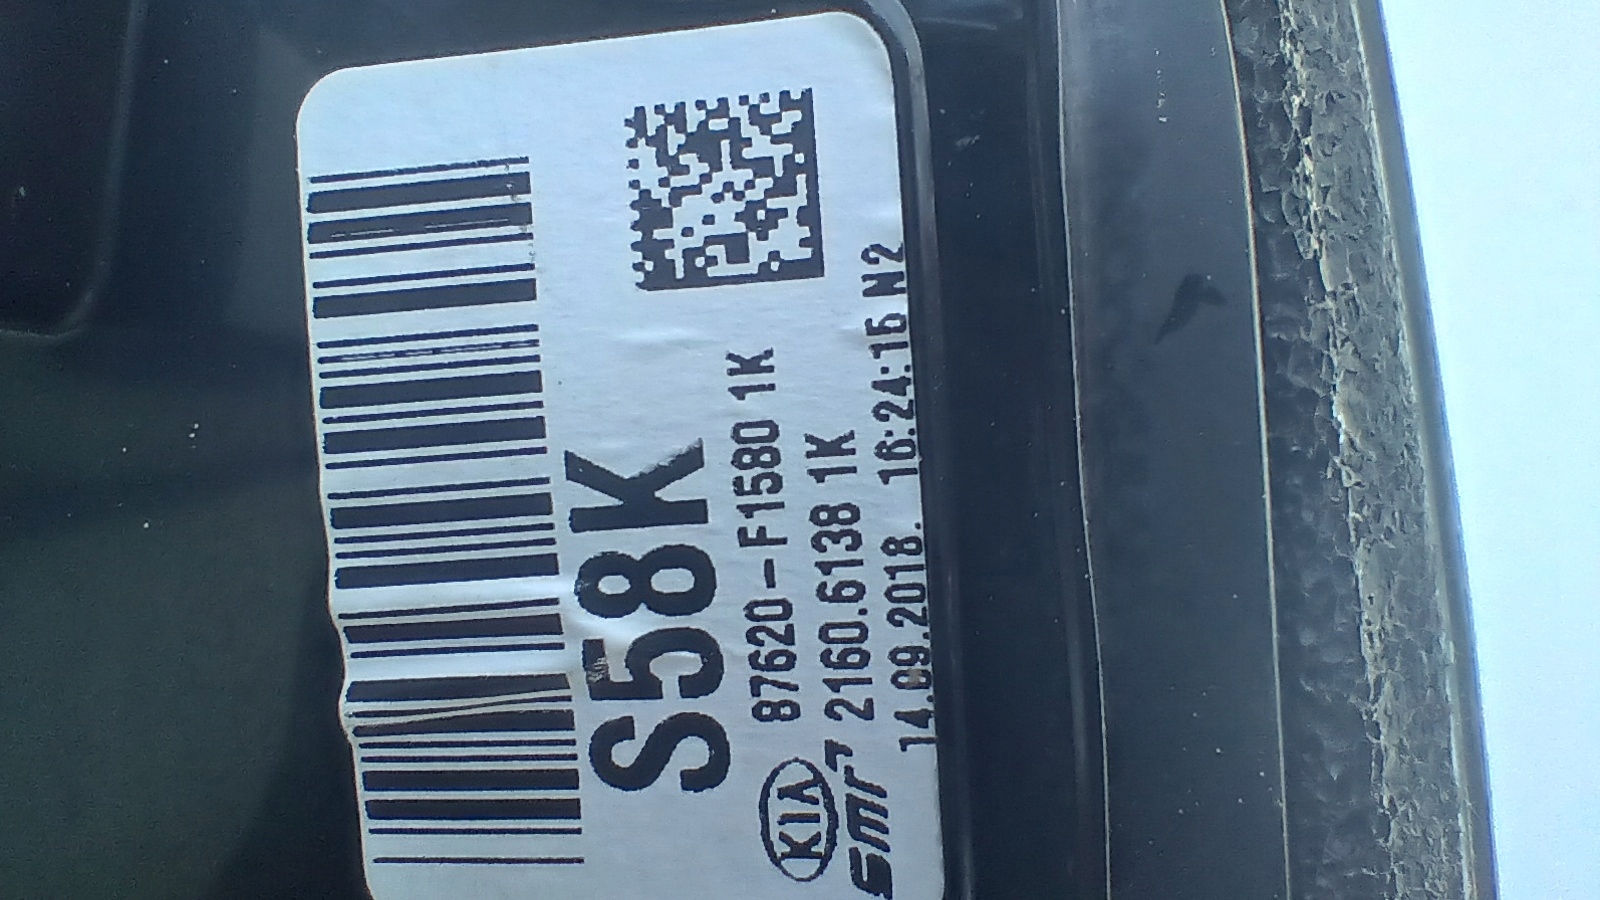 S58K
87620-F1580 1K
KIA
2160.6138 1K
smr
14.09.2018. 16:24:15 N2